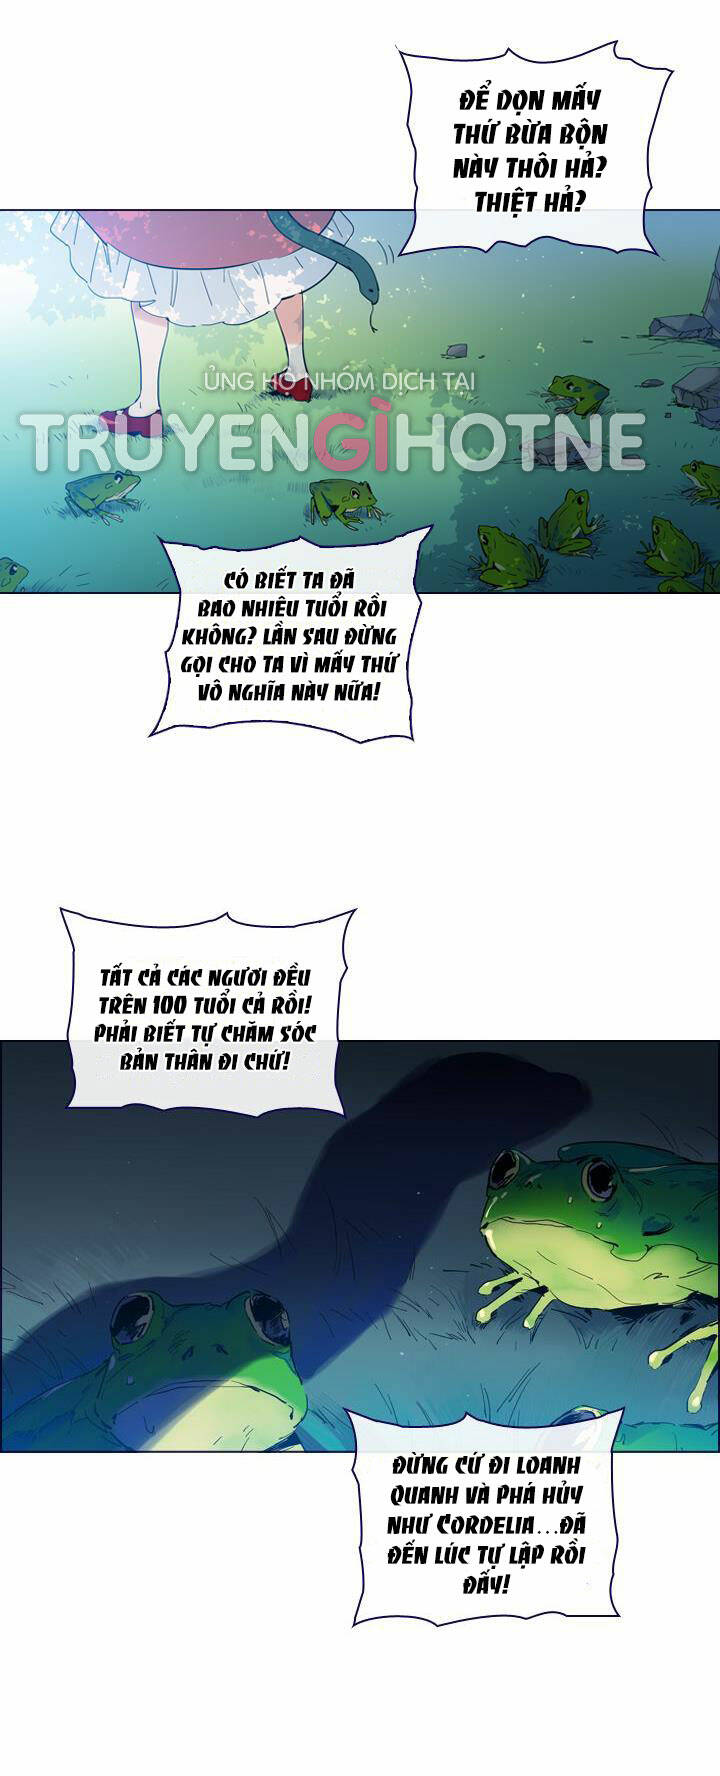 ĐỂ DỌN MẤY
THỨ BỪA BỘN
NÀY THÔI HẢ?
THIỆT HẢ?
ỦNG HỘ NHÓM DỊCH TẠI
TRUYENGÌHOTNE
CÓ BIẾT TA ĐÃ
BAO NHIÊU TUỔI RỒI
KHÔNG? LẦN SAU ĐỪNG
GỌI CHO TA VÌ MẤY THỨ
VÔ NGHĨA NÀY NỮA!
TẤT CẢ CÁC NGƯƠI ĐỀU
TRÊN 100 TUỔI CẢ RỒI!
PHẢI BIẾT TỰ CHĂM SÓC
BẢN THÂN ĐI CHỨ!
ĐỪNG CỨ ĐI LOANH
QUANH VÀ PHÁ HỦY
NHƯ CORDELIA...ĐÃ
ĐẾN LÚC TỰ LẬP RỒI
ĐẤY!